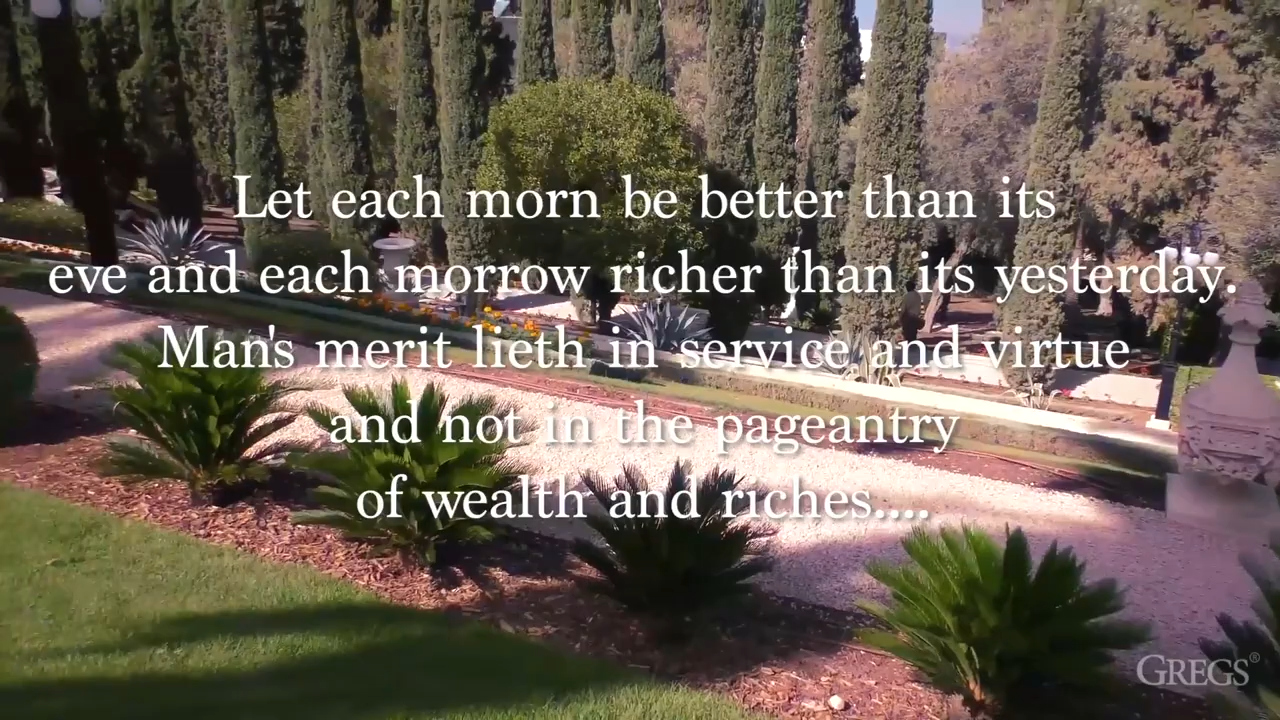 Let each morn be better than its
eve and each morrow richer than its yesterday.
Man's merit lieth in service and virtue
and not in the pageantry
of wealth and riches....
GREGS®